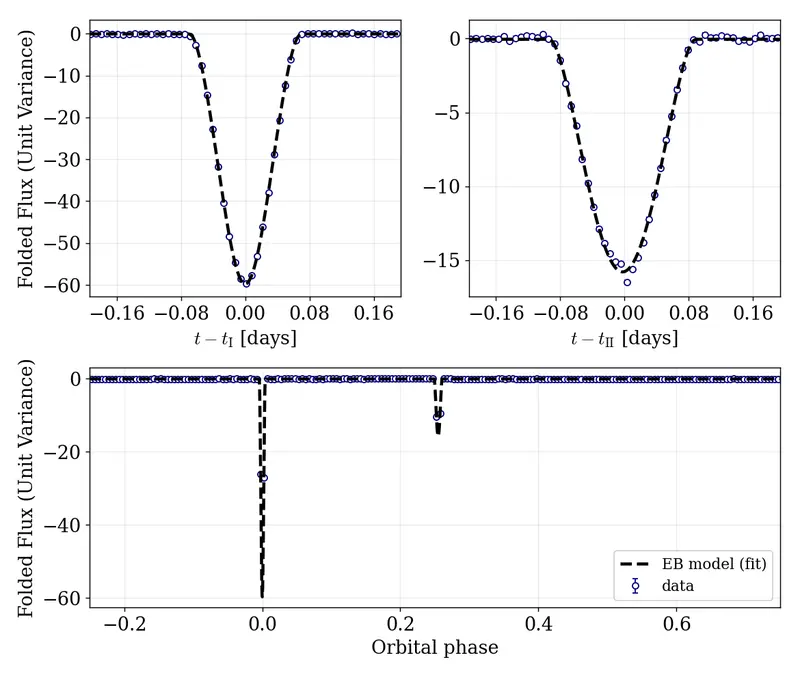 Folded Flux (Unit Variance)
0
−10
−20
−30
−40
−50
−60
−0.16 −0.08 0.00 0.08 0.16
t − tI [days]
0
−5
−10
−15
−0.16 −0.08 0.00 0.08 0.16
t − tII [days]
Folded Flux (Unit Variance)
0
−20
−40
−60
−0.2 0.0 0.2 0.4 0.6
Orbital phase
EB model (fit)
data